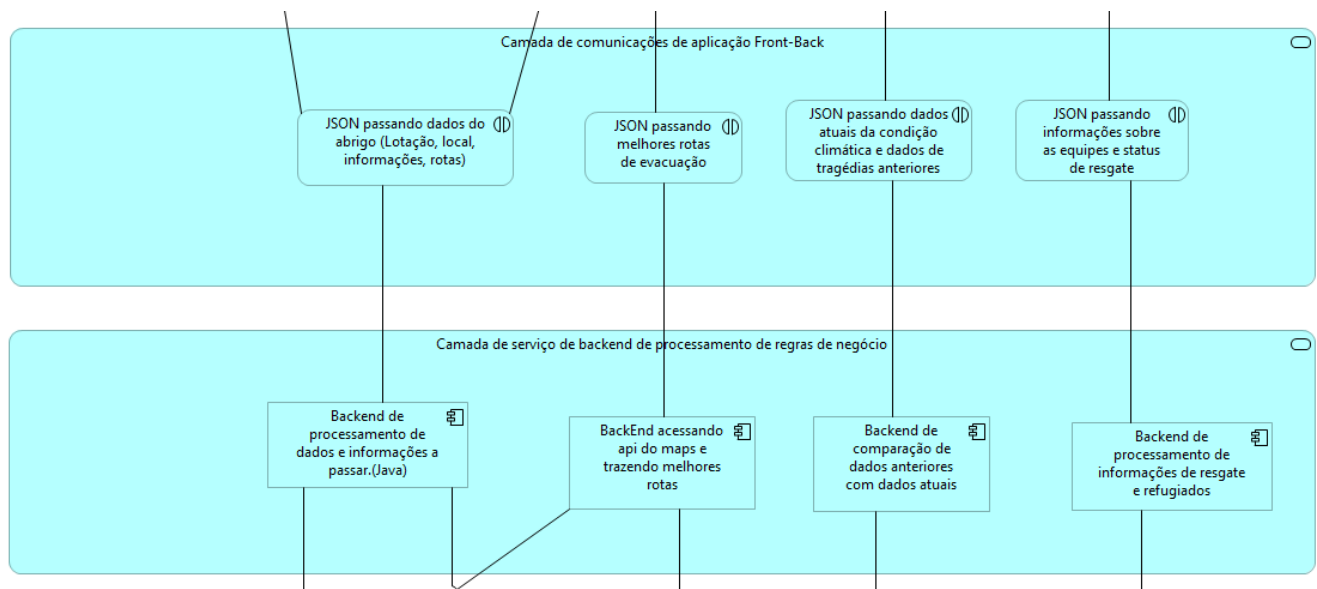 Camada de comunicações de aplicação Front-Back
JSON passando dados do
abrigo (Lotação, local,
informações, rotas)
JSON passando
melhores rotas
de evacuação
JSON passando dados
atuais da condição
climática e dados de
tragédias anteriores
JSON passando
informações sobre
as equipes e status
de resgate
Camada de serviço de backend de processamento de regras de negócio
Backend de
processamento de
dados e informações a
passar.(Java)
BackEnd acessando
api do maps e
trazendo melhores
rotas
Backend de
comparação de
dados anteriores
com dados atuais
Backend de
processamento de
informações de resgate
e refugiados